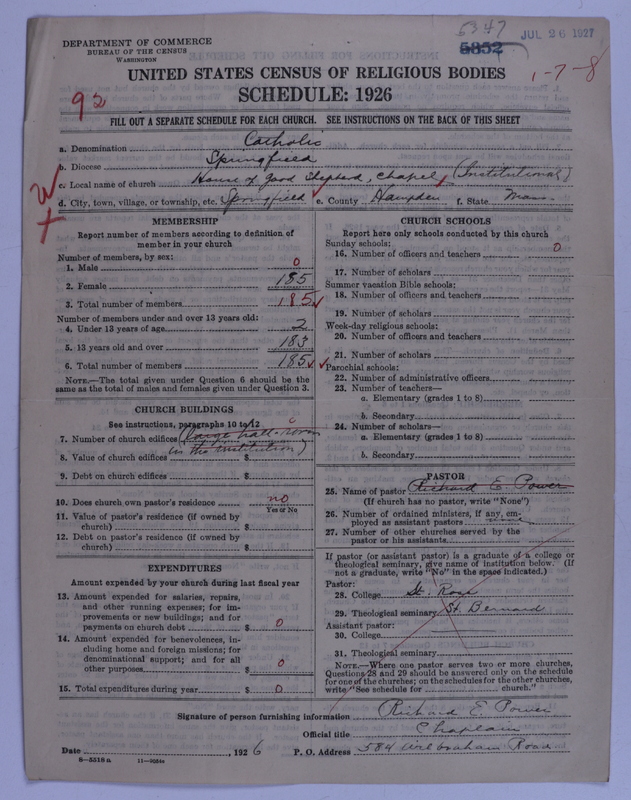 DEPARTMENT OF COMMERCE
BUREAU OF THE CENSUS
WASHINGTON
5347
5852
JUL 26 1927
1-7-8
92
UNITED STATES CENSUS OF RELIGIOUS BODIES
SCHEDULE: 1926
FILL OUT A SEPARATE SCHEDULE FOR EACH CHURCH. SEE INSTRUCTIONS ON THE BACK OF THIS SHEET
a. Denomination Catholic
b. Diocese Springfield
c. Local name of church House of Good Shepherd, Chapel (Institutional)
d. City, town, village, or township, etc. Springfield e. County Hampden f. State Mass
MEMBERSHIP
Report number of members according to definition of
member in your church
Number of members, by sex:
1. Male 0
2. Female 185
3. Total number of members 185
Number of members under and over 13 years old:
4. Under 13 years of age 2
5. 13 years old and over 183
6. Total number of members 185
NOTE.—The total given under Question 6 should be the
same as the total of males and females given under Question 3.
CHURCH BUILDINGS
See instructions, paragraphs 10 to 12
7. Number of church edifices (Large hall-room 0
8. Value of church edifices in the institution) $
9. Debt on church edifices $
10. Does church own pastor's residence no
Yes or No
11. Value of pastor's residence (if owned by
church) $
12. Debt on pastor's residence (if owned by
church) $
EXPENDITURES
Amount expended by your church during last fiscal year
13. Amount expended for salaries, repairs,
and other running expenses; for im-
provements or new buildings; and for
payments on church debt $ 0
14. Amount expended for benevolences, in-
cluding home and foreign missions; for
denominational support; and for all
other purposes $ 0
15. Total expenditures during year $ 0
CHURCH SCHOOLS
Report here only schools conducted by this church
Sunday schools:
16. Number of officers and teachers 0
17. Number of scholars
Summer vacation Bible schools:
18. Number of officers and teachers
19. Number of scholars
Week-day religious schools:
20. Number of officers and teachers
21. Number of scholars
Parochial schools:
22. Number of administrative officers
23. Number of teachers—
a. Elementary (grades 1 to 8)
b. Secondary
24. Number of scholars—
a. Elementary (grades 1 to 8)
b. Secondary
PASTOR
25. Name of pastor Richard E. Power
(If church has no pastor, write "None")
26. Number of ordained ministers, if any, em-
ployed as assistant pastors none
27. Number of other churches served by the
pastor or his assistants
If pastor (or assistant pastor) is a graduate of a college or
theological seminary, give name of institution below. (If
not a graduate, write "No" in the space indicated.)
Pastor:
28. College St. Rose
29. Theological seminary St. Bernard
Assistant pastor:
30. College
31. Theological seminary
NOTE.—Where one pastor serves two or more churches,
Questions 28 and 29 should be answered only on the schedule
for one of the churches; on the schedules for the other churches,
write "See schedule for church."
Signature of person furnishing information Richard E Power
Official title Chaplain
Date , 1926 P. O. Address 584 Wilbraham Road
8—5318a 11—9264a